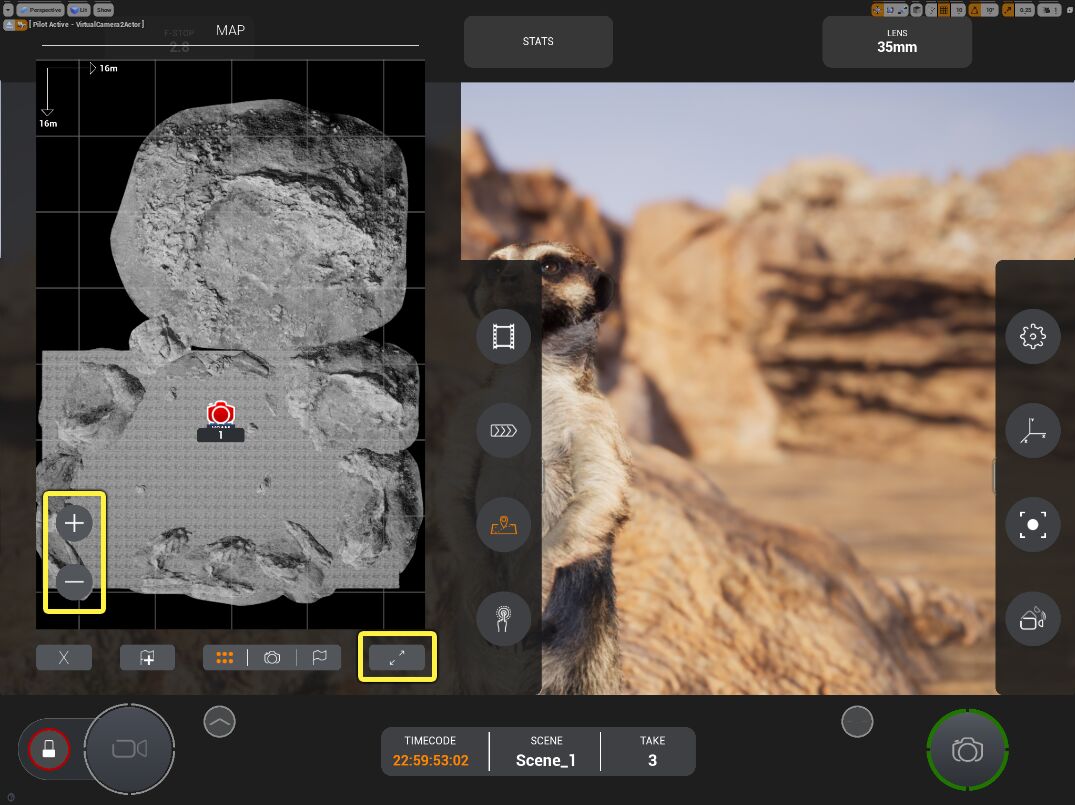 Perspective
Lit
Show
10
10°
0.25
1
[ Pilot Active - VirtualCamera2Actor ]
F-STOP
2.8
MAP
STATS
LENS
35mm
16m
16m
1
X
TIMECODE
22:59:53:02
SCENE
Scene_1
TAKE
3